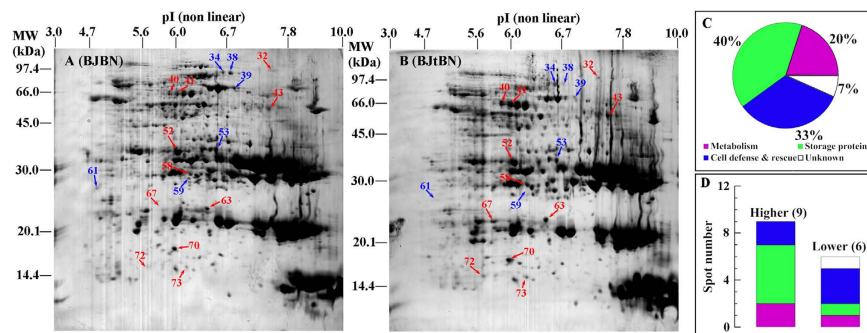 pI (non linear)
3.0 4.7 5.6 6.0 6.7 7.8 10.0
MW
(kDa)
97.4
66.0
45.0
30.0
20.1
14.4
A (BJBN)
34 38 32
40 41 39
43
52 53
58
61 59
67 63
70
72
73
pI (non linear)
3.0 4.7 5.6 6.0 6.7 7.8 10.0
MW
(kDa)
97.4
66.0
45.0
30.0
20.1
14.4
B (BJtBN)
34 38 32
40 41 39
43
52 53
58
61 59
67 63
70
72
73
C
40% 20%
7%
33%
Metabolism Storage protein
Cell defense & rescue Unknown
D
Spot number
12
8
4
0
Higher (9)
Lower (6)